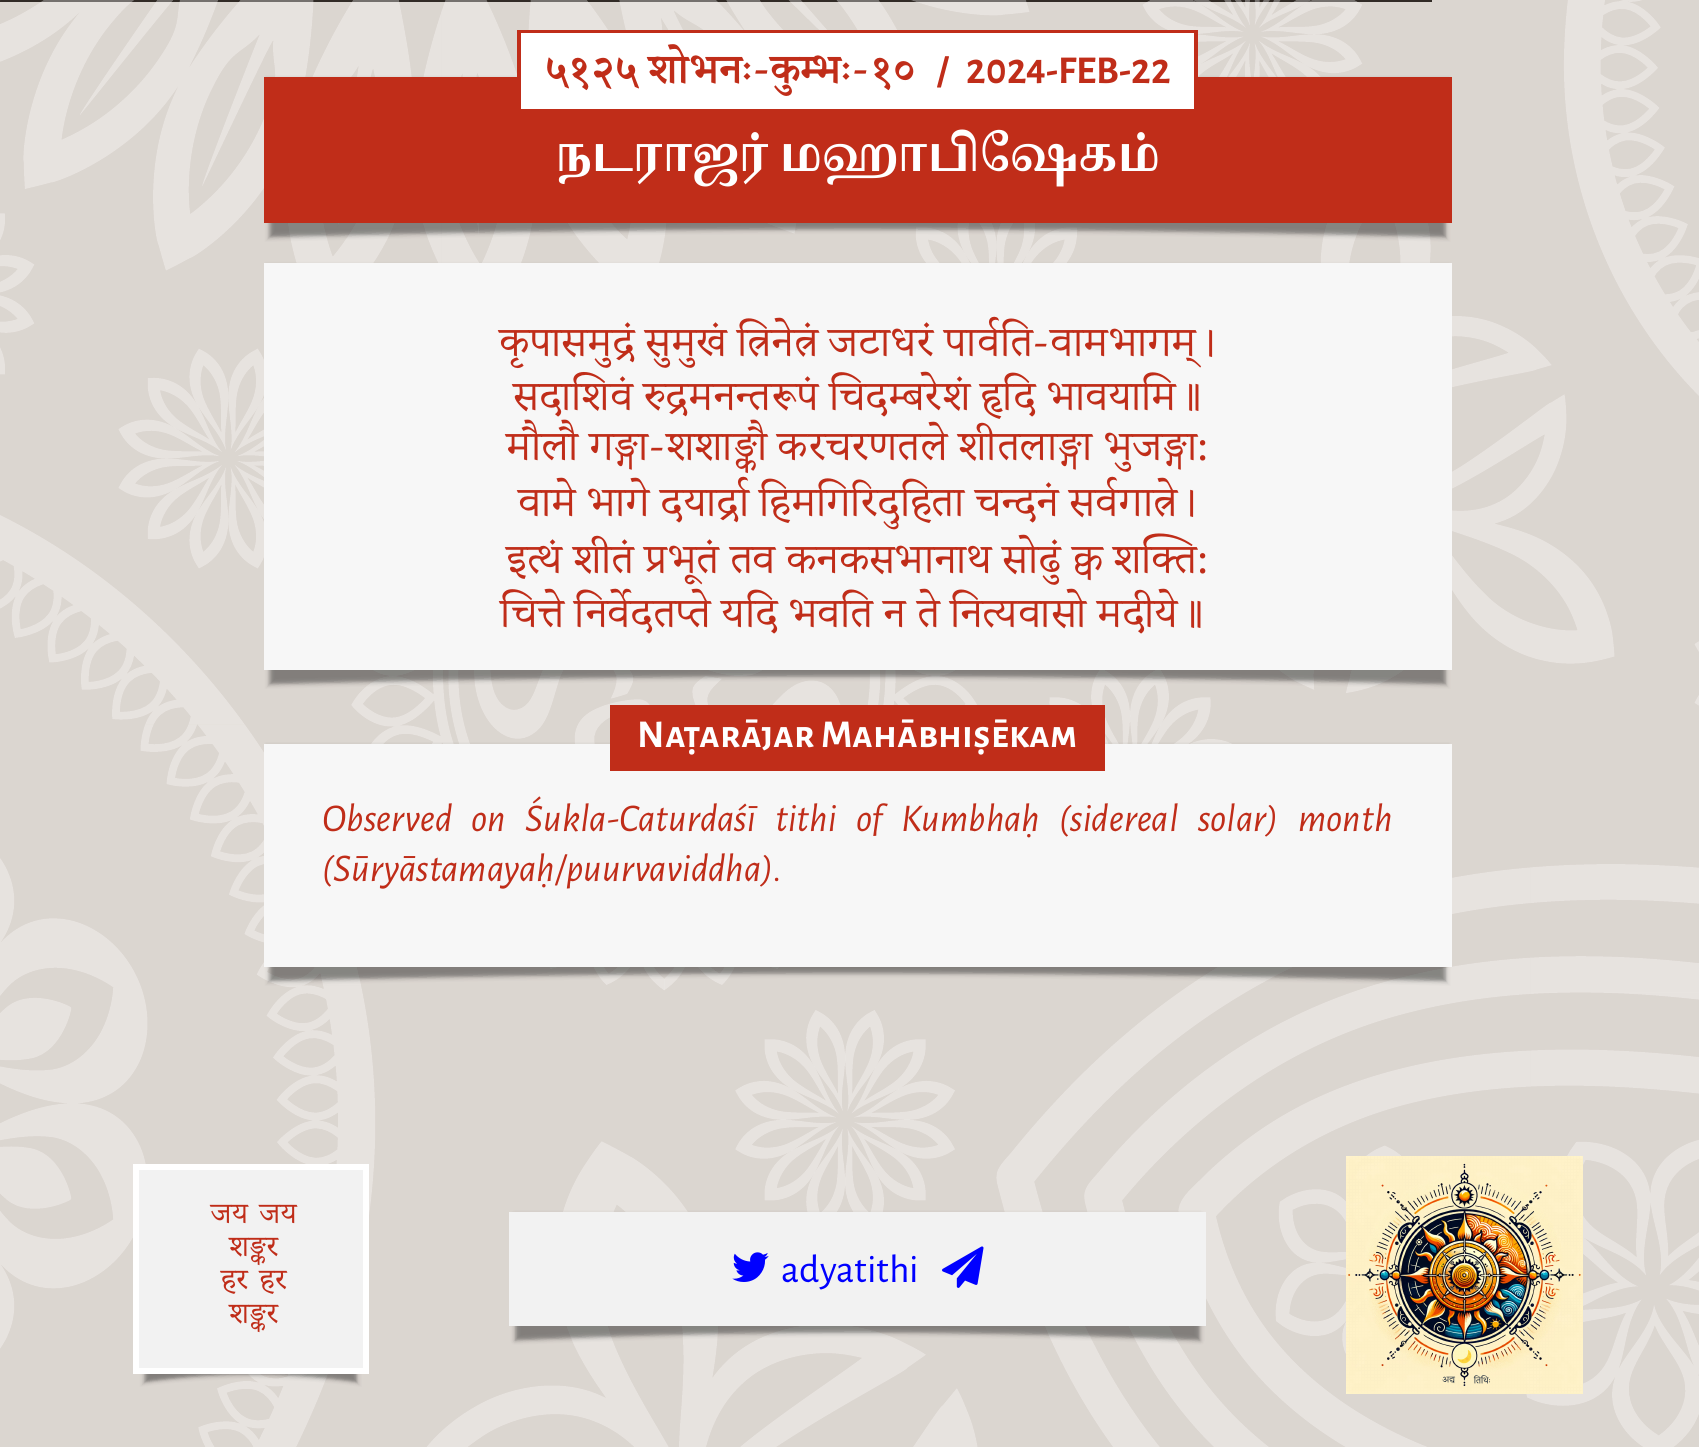 ५१२५ शोभनः-कुम्भः-१० / 2024-FEB-22
நடராஜர் மஹாபிஷேகம்
कृपासमुद्रं सुमुखं त्रिनेत्रं जटाधरं पार्वति-वामभागम्।
सदाशिवं रुद्रमनन्तरूपं चिदम्बरेशं हृदि भावयामि॥
मौलौ गङ्गा-शशाङ्कौ करचरणतले शीतलाङ्गा भुजङ्गा:
वामे भागे दयार्द्रा हिमगिरिदुहिता चन्दनं सर्वगात्रे।
इत्थं शीतं प्रभूतं तव कनकसभानाथ सोढुं क्व शक्ति:
चित्ते निर्वेदतप्ते यदि भवति न ते नित्यवासो मदीये॥
Naṭarājar Mahābhiṣēkam
Observed on Śukla-Caturdaśī tithi of Kumbhaḥ (sidereal solar) month
(Sūryāstamayaḥ/puurvaviddha).
जय जय
शङ्कर
हर हर
शङ्कर
adyatithi
अद्य तिथिः